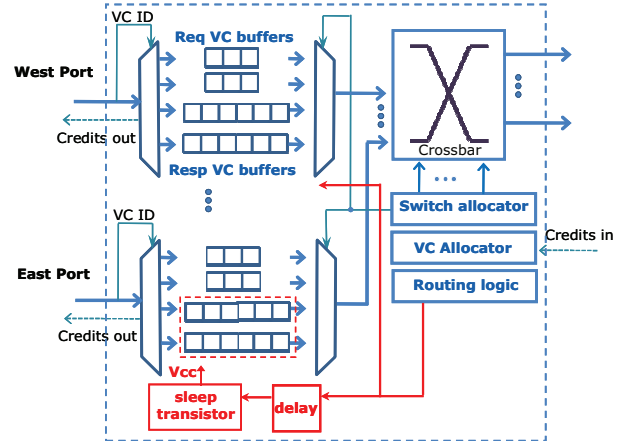 VC ID
Req VC buffers
West Port
Credits out
Resp VC buffers
Crossbar
Switch allocator
VC ID
Credits in
VC Allocator
East Port
Routing logic
Credits out
Vcc
sleep
transistor
delay